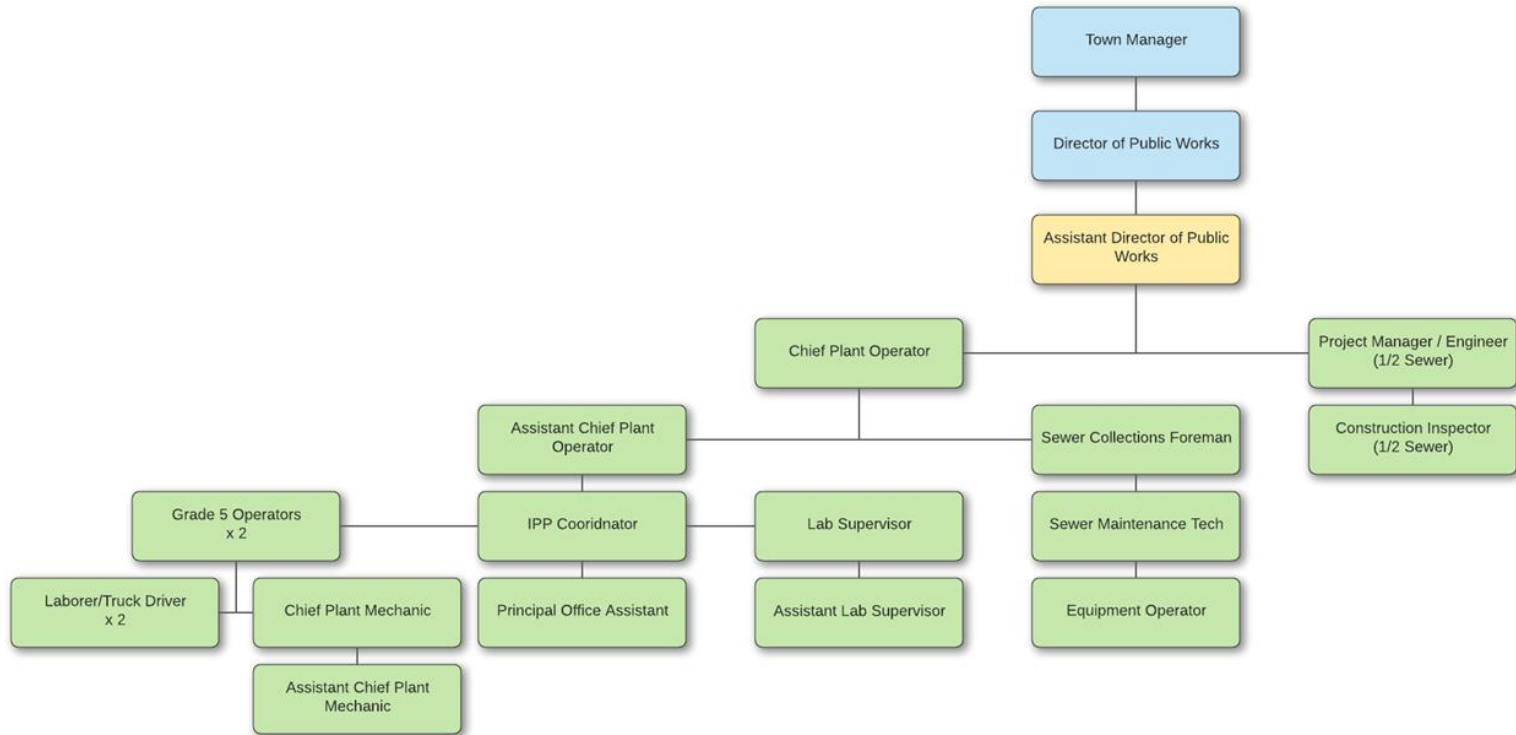 Town Manager
Director of Public Works
Assistant Director of Public
Works
Chief Plant Operator
Project Manager / Engineer
(1/2 Sewer)
Assistant Chief Plant
Operator
Sewer Collections Foreman
Construction Inspector
(1/2 Sewer)
Grade 5 Operators
x 2
IPP Cooridnator
Lab Supervisor
Sewer Maintenance Tech
Laborer/Truck Driver
x 2
Chief Plant Mechanic
Principal Office Assistant
Assistant Lab Supervisor
Equipment Operator
Assistant Chief Plant
Mechanic